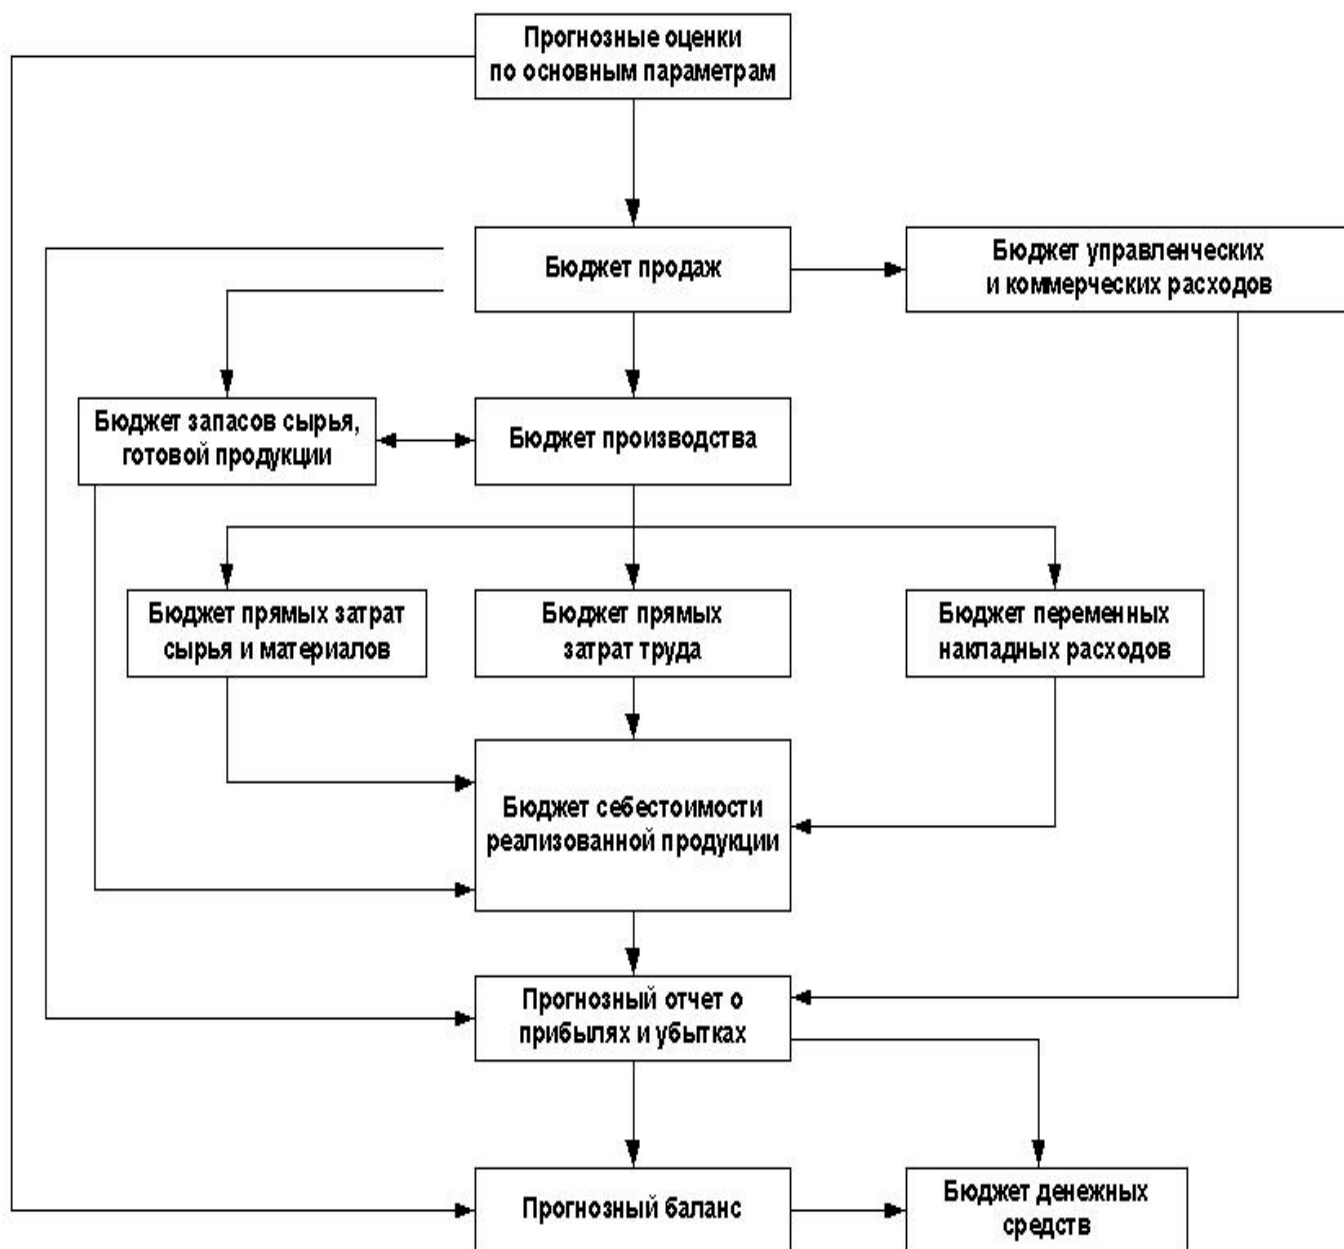 Прогнозные оценки
по основным параметрам
Бюджет продаж
Бюджет управленческих
и коммерческих расходов
Бюджет запасов сырья,
готовой продукции
Бюджет производства
Бюджет прямых затрат
сырья и материалов
Бюджет прямых
затрат труда
Бюджет переменных
накладных расходов
Бюджет себестоимости
реализованной продукции
Прогнозный отчет о
прибылях и убытках
Прогнозный баланс
Бюджет денежных
средств